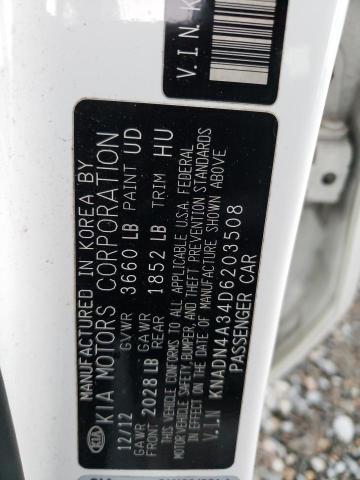 MANUFACTURED IN KOREA BY
KIA KIA MOTORS CORPORATION
12/12 GVWR 3660 LB PAINT UD
GAWR FRONT 2028 LB GAWR REAR 1852 LB TRIM HU
THIS VEHICLE CONFORMS TO ALL APPLICABLE U.S.A. FEDERAL
MOTOR VEHICLE SAFETY, BUMPER, AND THEFT PREVENTION STANDARDS
IN EFFECT ON THE DATE OF MANUFACTURE SHOWN ABOVE
V.I.N KNADN4A34D6203508
PASSENGER CAR
V.I.N. K